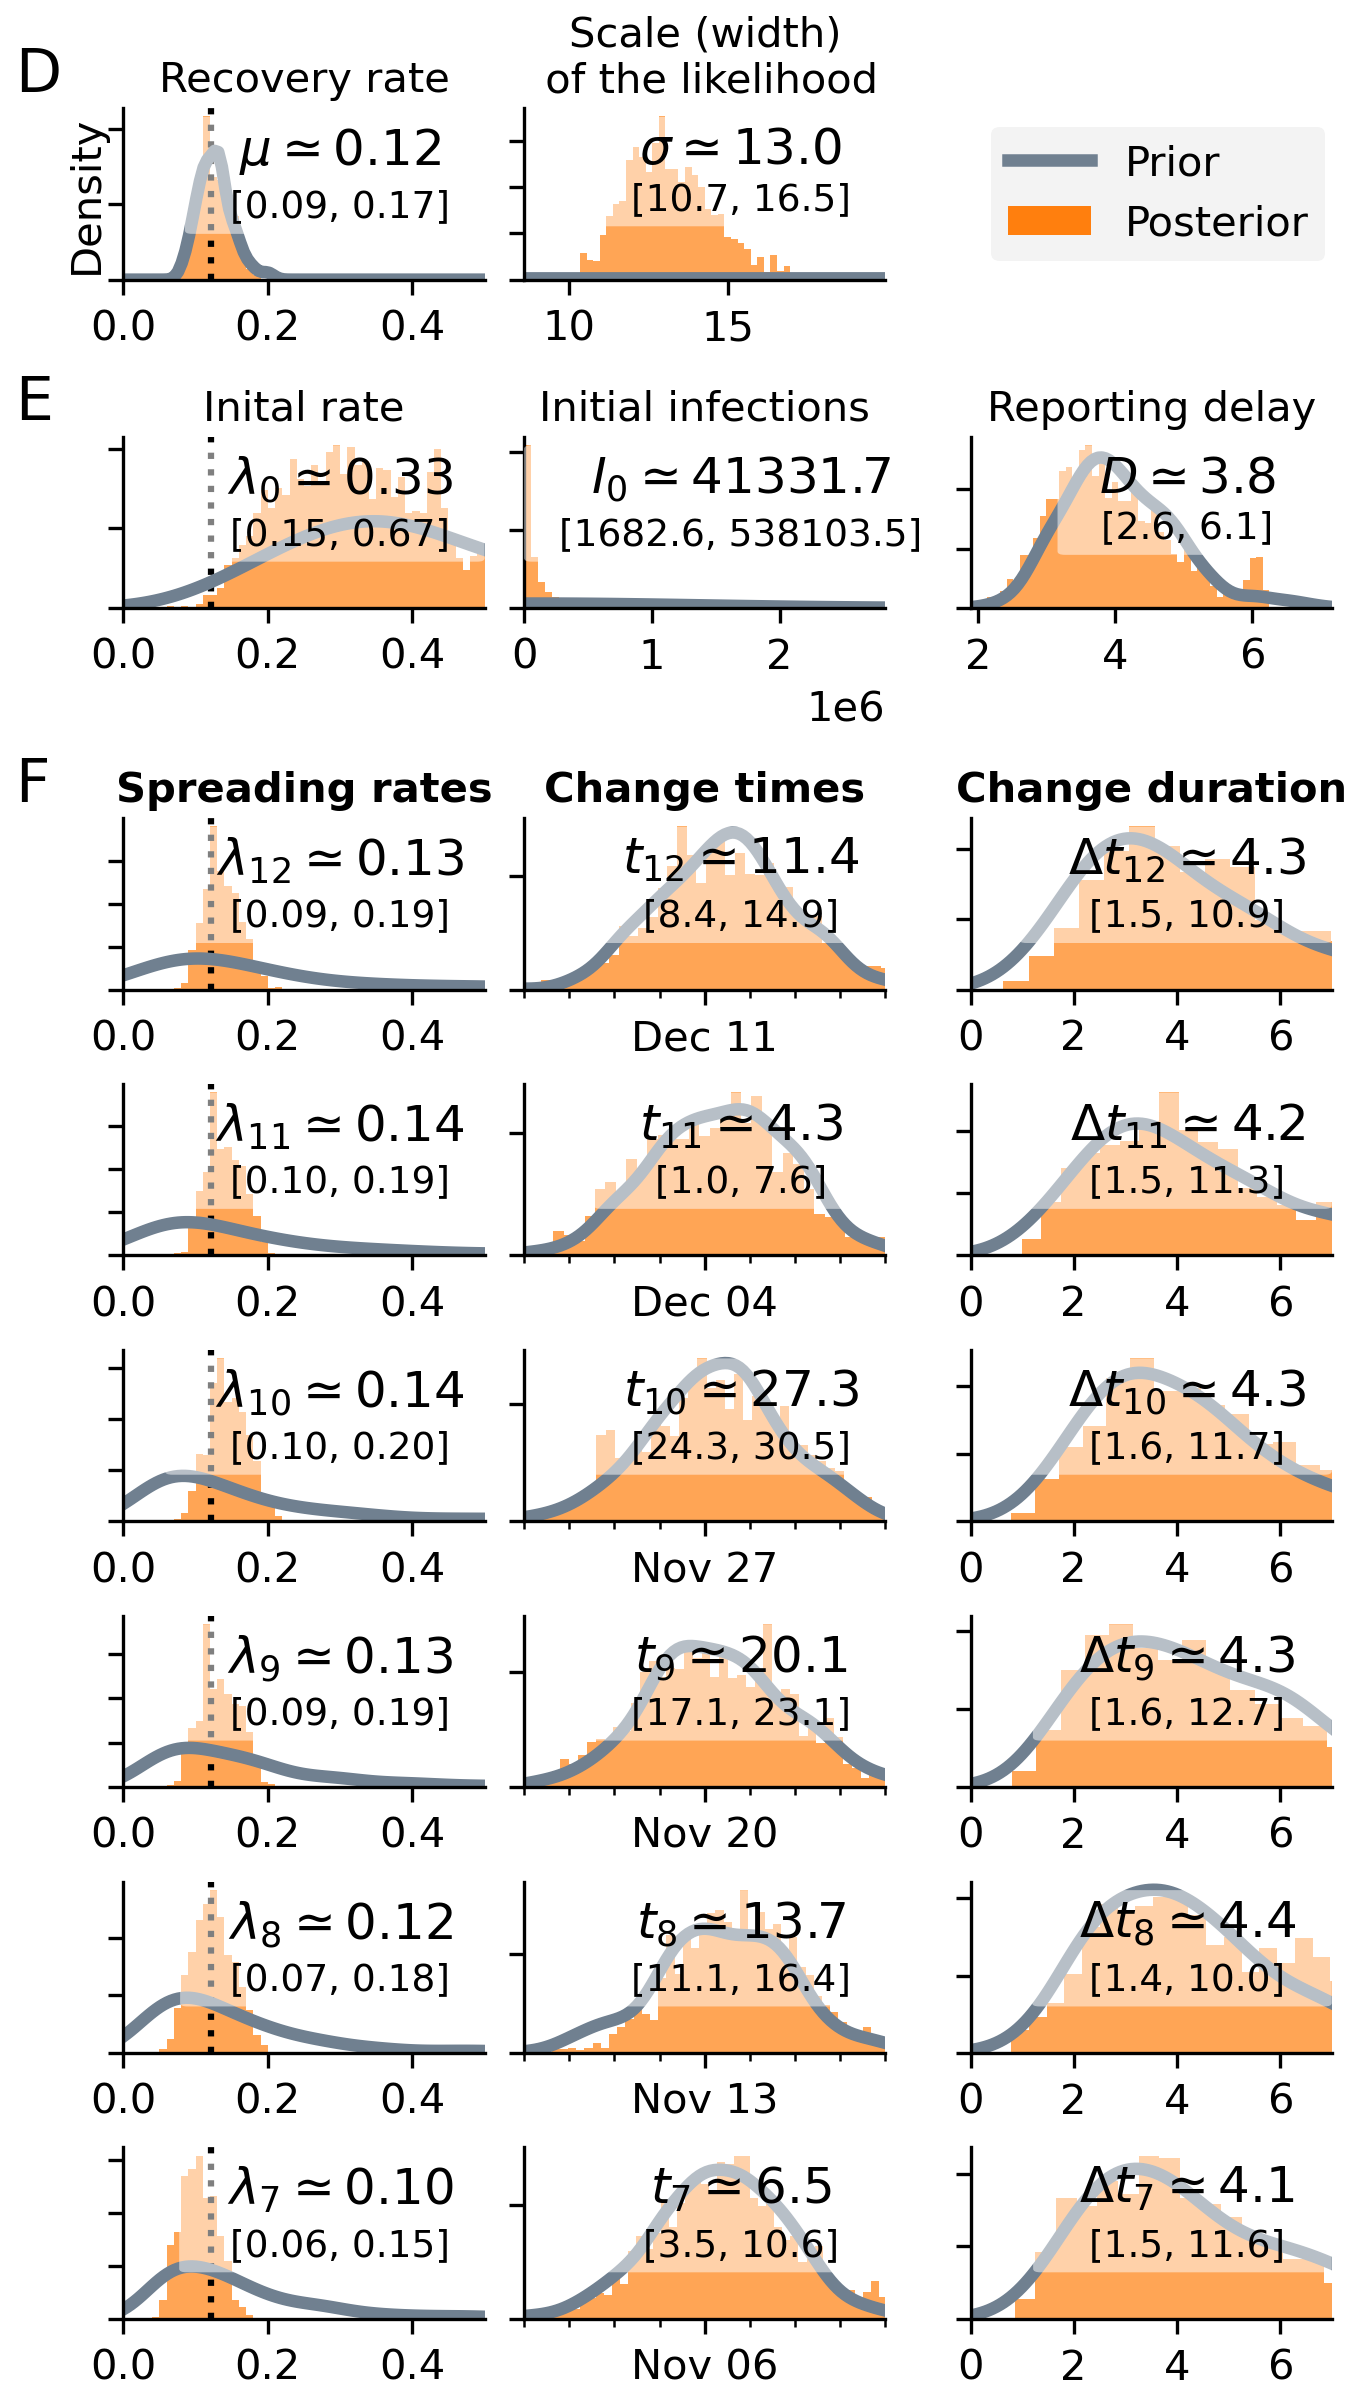 D
Recovery rate
Scale (width)
of the likelihood
Density
μ ≃ 0.12
[0.09, 0.17]
σ ≃ 13.0
[10.7, 16.5]
Prior
Posterior
0.0 0.2 0.4
10 15
E
Inital rate
Initial infections
Reporting delay
λ0 ≃ 0.33
[0.15, 0.67]
I0 ≃ 41331.7
[1682.6, 538103.5]
D ≃ 3.8
[2.6, 6.1]
0.0 0.2 0.4
0 1 2
1e6
2 4 6
F
Spreading rates
Change times
Change duration
λ12 ≃ 0.13
[0.09, 0.19]
t12 ≃ 11.4
[8.4, 14.9]
Δt12 ≃ 4.3
[1.5, 10.9]
0.0 0.2 0.4
Dec 11
0 2 4 6
λ11 ≃ 0.14
[0.10, 0.19]
t11 ≃ 4.3
[1.0, 7.6]
Δt11 ≃ 4.2
[1.5, 11.3]
0.0 0.2 0.4
Dec 04
0 2 4 6
λ10 ≃ 0.14
[0.10, 0.20]
t10 ≃ 27.3
[24.3, 30.5]
Δt10 ≃ 4.3
[1.6, 11.7]
0.0 0.2 0.4
Nov 27
0 2 4 6
λ9 ≃ 0.13
[0.09, 0.19]
t9 ≃ 20.1
[17.1, 23.1]
Δt9 ≃ 4.3
[1.6, 12.7]
0.0 0.2 0.4
Nov 20
0 2 4 6
λ8 ≃ 0.12
[0.07, 0.18]
t8 ≃ 13.7
[11.1, 16.4]
Δt8 ≃ 4.4
[1.4, 10.0]
0.0 0.2 0.4
Nov 13
0 2 4 6
λ7 ≃ 0.10
[0.06, 0.15]
t7 ≃ 6.5
[3.5, 10.6]
Δt7 ≃ 4.1
[1.5, 11.6]
0.0 0.2 0.4
Nov 06
0 2 4 6